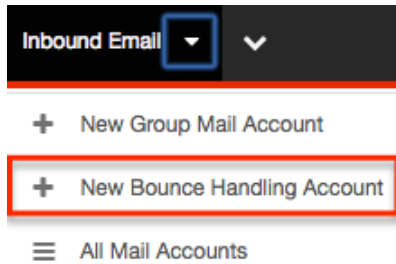 Inbound Email
New Group Mail Account
New Bounce Handling Account
All Mail Accounts